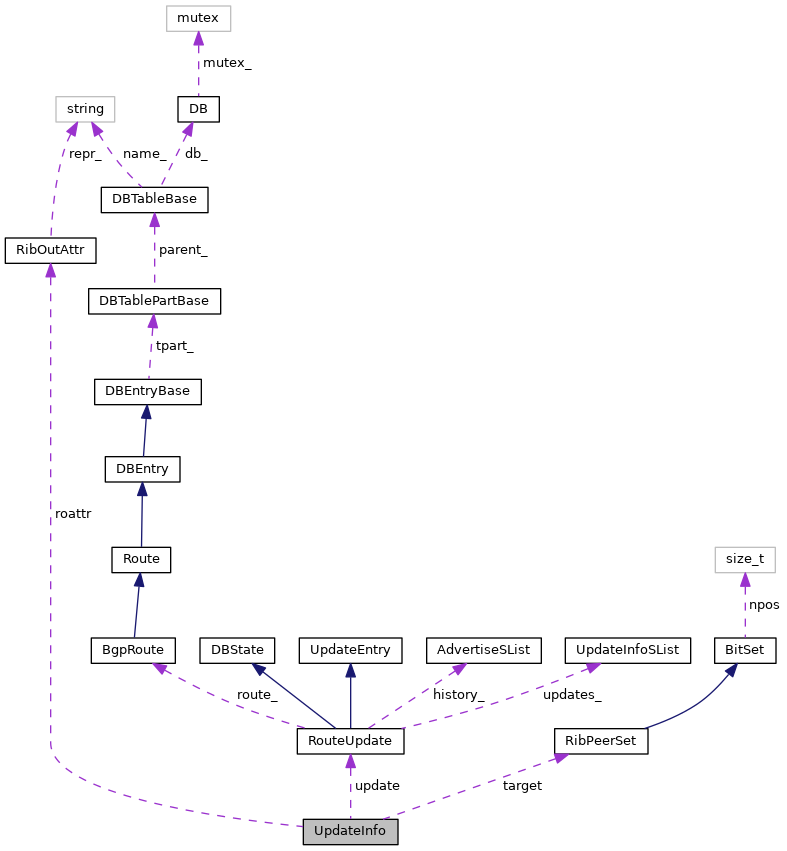 mutex
mutex_
string
DB
repr_
name_
db_
DBTableBase
RibOutAttr
parent_
DBTablePartBase
tpart_
DBEntryBase
DBEntry
roattr
Route
size_t
npos
BgpRoute
DBState
UpdateEntry
AdvertiseSList
UpdateInfoSList
BitSet
route_
history_
updates_
RouteUpdate
RibPeerSet
update
target
UpdateInfo